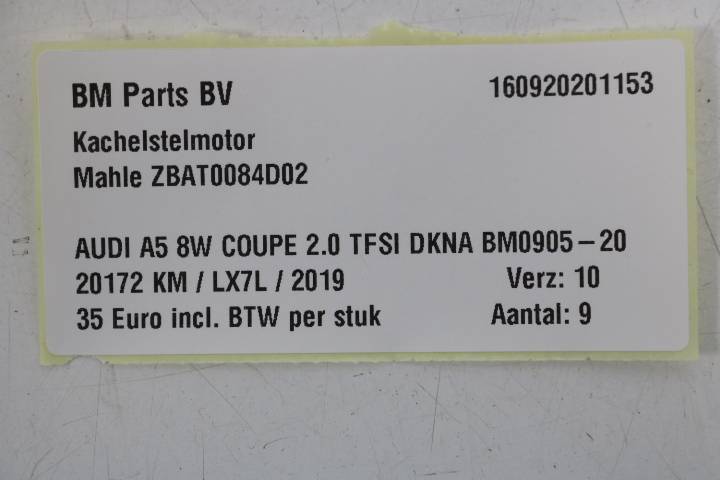 BM Parts BV 160920201153
Kachelstelmotor
Mahle ZBAT0084D02
AUDI A5 8W COUPE 2.0 TFSI DKNA BM0905-20
20172 KM / LX7L / 2019 Verz: 10
35 Euro incl. BTW per stuk Aantal: 9